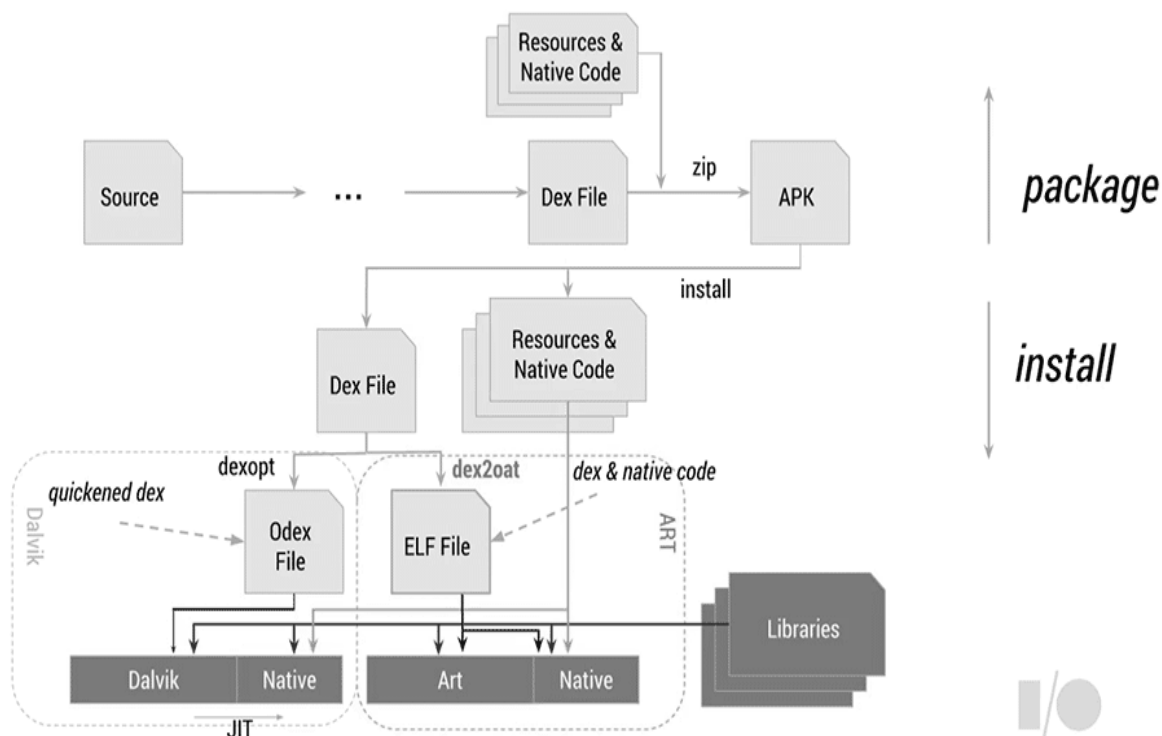 Resources &
Native Code
Source
...
Dex File
zip
APK
package
install
Dex File
Resources &
Native Code
install
dexopt
dex2oat
dex & native code
quickened dex
Dalvik
Odex
File
ELF File
ART
Libraries
Dalvik
Native
Art
Native
JIT
I/O